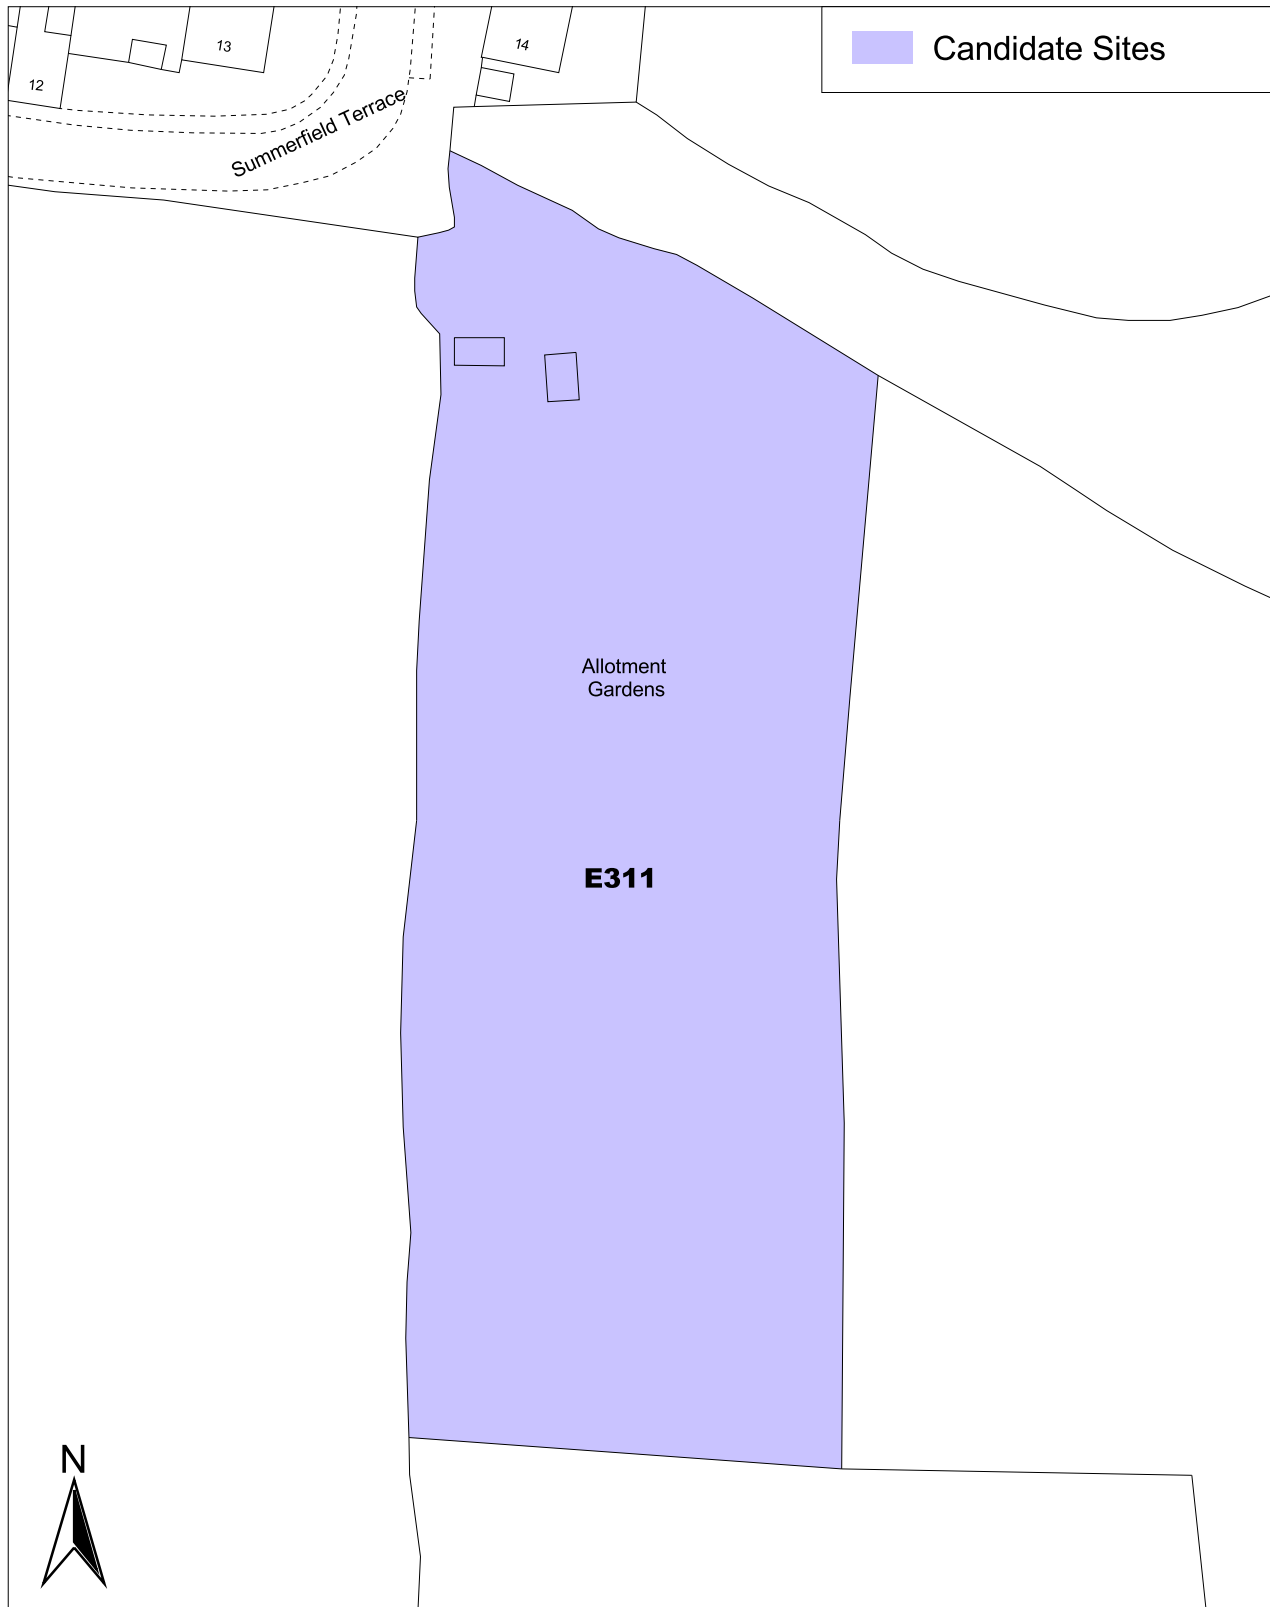 13
14
Candidate Sites
12
Summerfield Terrace
Allotment
Gardens
E311
N